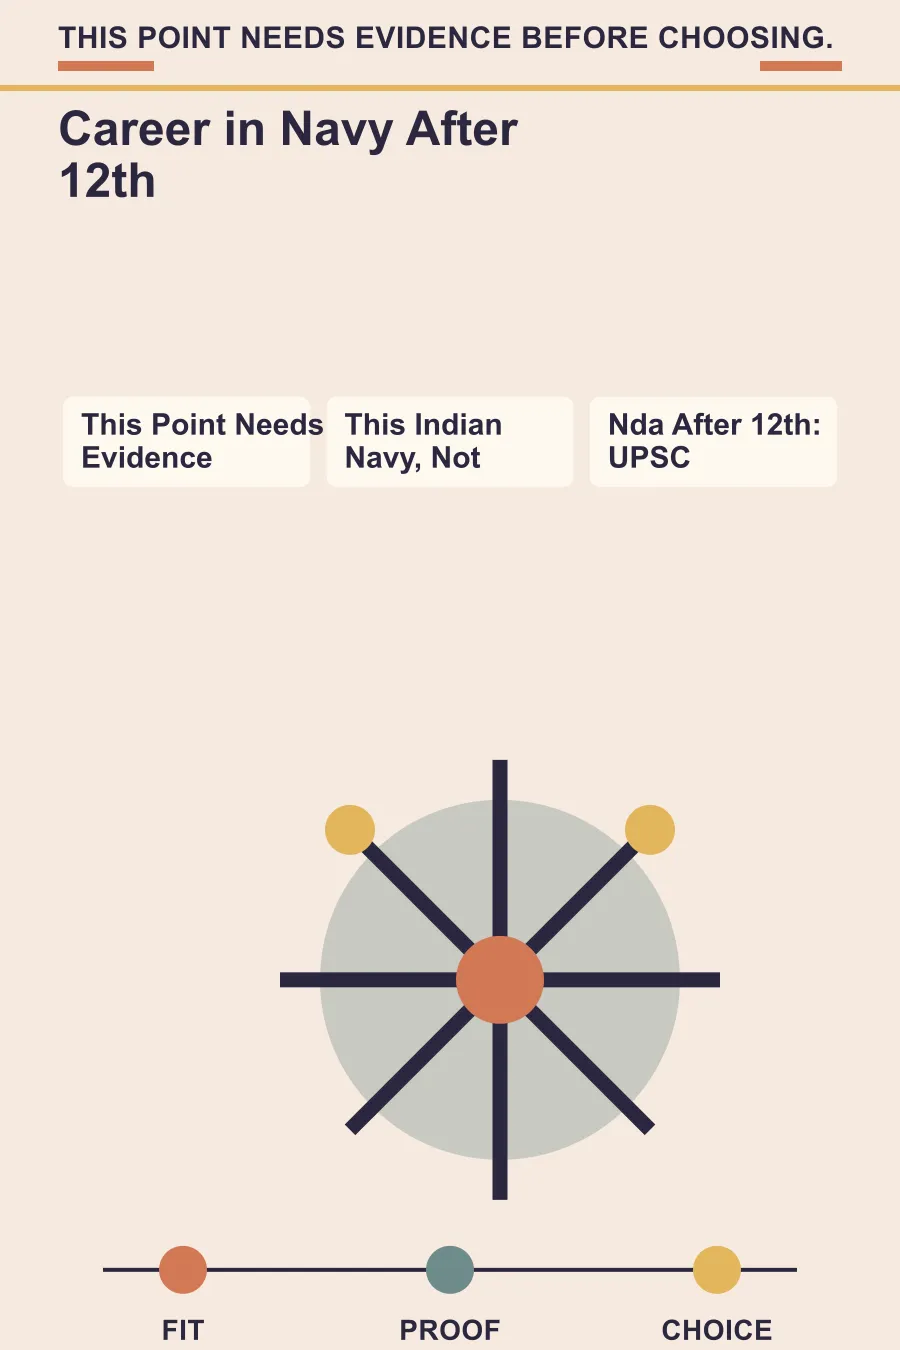 THIS POINT NEEDS EVIDENCE BEFORE CHOOSING.
Career in Navy After
12th
This Point Needs
Evidence
This Indian
Navy, Not
Nda After 12th:
UPSC
FIT
PROOF
CHOICE